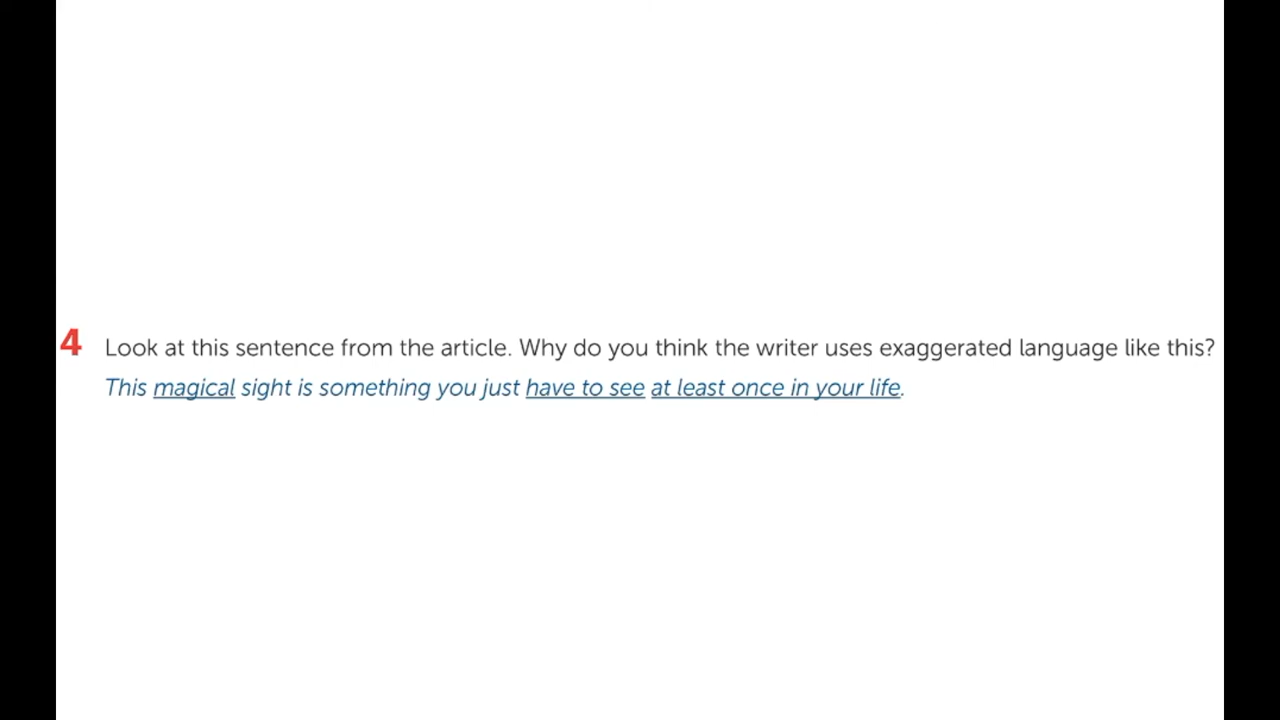 4 Look at this sentence from the article. Why do you think the writer uses exaggerated language like this?
This magical sight is something you just have to see at least once in your life.